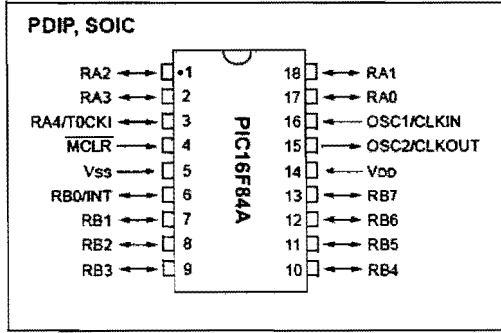 PDIP, SOIC
RA2 •1 18 RA1
RA3 2 17 RA0
RA4/T0CKI 3 16 OSC1/CLKIN
MCLR 4 15 OSC2/CLKOUT
Vss 5 14 VDD
RB0/INT 6 13 RB7
RB1 7 12 RB6
RB2 8 11 RB5
RB3 9 10 RB4
PIC16F84A